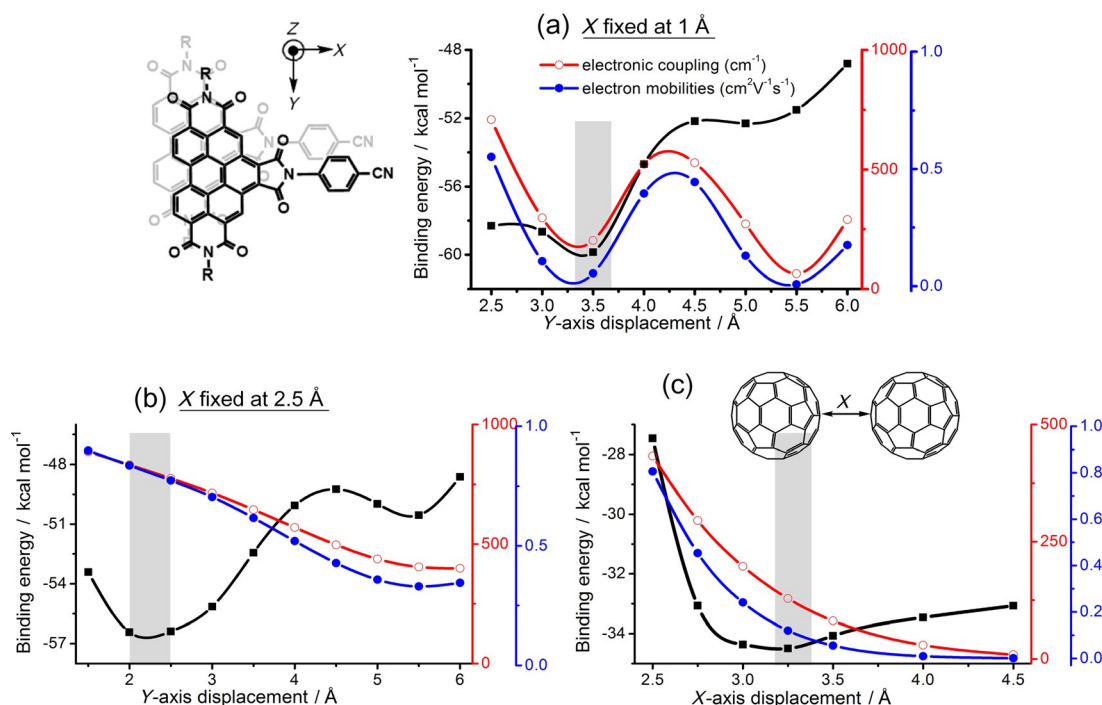 (a) X fixed at 1 Å
Z
X
Y
R
N
O O
R
N
O O
O
N CN
O
N CN
O
O N O
R
electronic coupling (cm⁻¹)
electron mobilities (cm²V⁻¹s⁻¹)
Binding energy / kcal mol⁻¹
-48
-52
-56
-60
1000
500
0
1.0
0.5
0.0
2.5 3.0 3.5 4.0 4.5 5.0 5.5 6.0
Y-axis displacement / Å
(b) X fixed at 2.5 Å
Binding energy / kcal mol⁻¹
-48
-51
-54
-57
1000
500
0
1.0
0.5
0.0
2 3 4 5 6
Y-axis displacement / Å
(c)
X
Binding energy / kcal mol⁻¹
-28
-30
-32
-34
500
250
0
1.0
0.8
0.6
0.4
0.2
0.0
2.5 3.0 3.5 4.0 4.5
X-axis displacement / Å